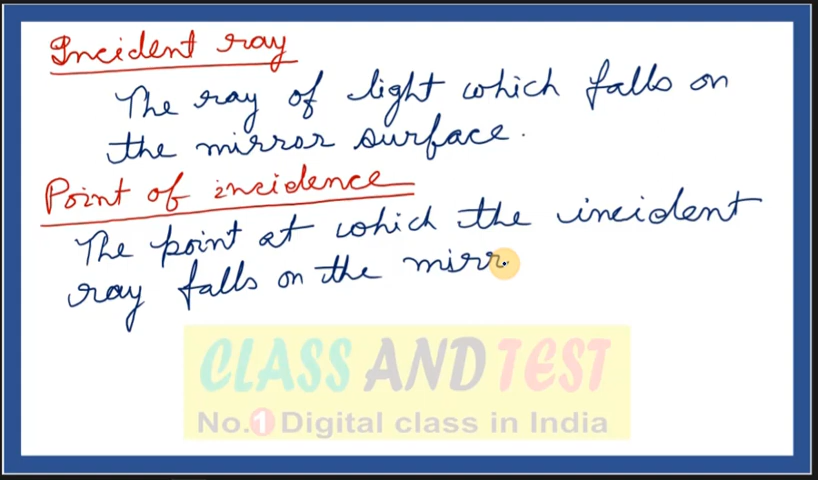 Incident ray
The ray of light which falls on
the mirror surface.
Point of incidence
The point at which the incident
ray falls on the mirr
CLASS AND TEST
No.1 Digital class in India